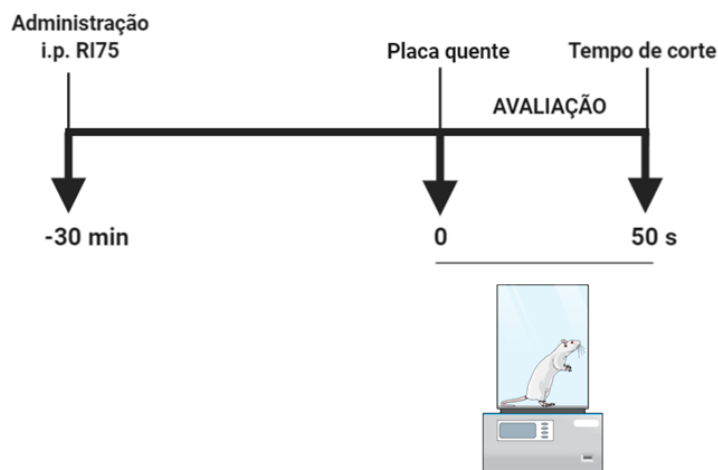 Administração
i.p. RI75
Placa quente
Tempo de corte
AVALIAÇÃO
-30 min
0
50 s